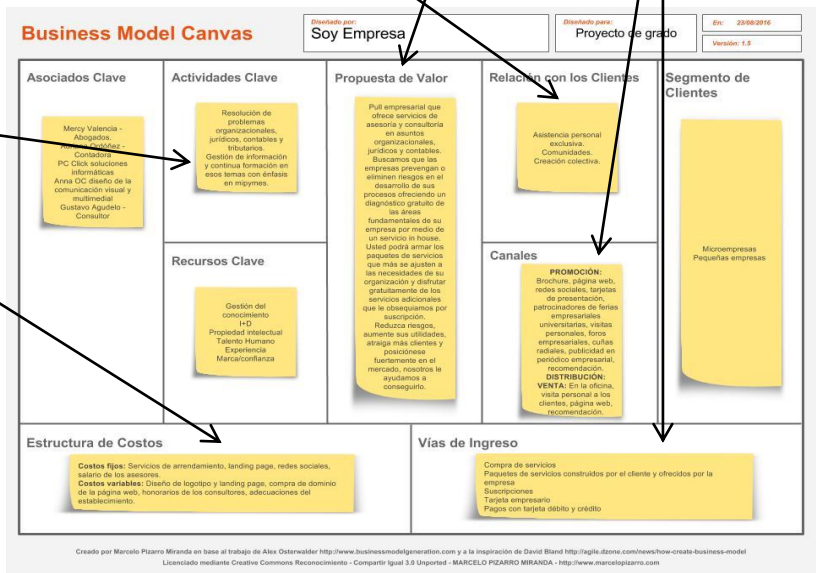 Business Model Canvas
Diseñado por:
Soy Empresa
Diseñado para:
Proyecto de grado
En: 23/08/2016
Versión: 1.5
Asociados Clave
Mercy Valencia -
Abogados.
Ordóñez -
Contadora
PC Click soluciones
informáticas
Anna OC diseño de la
comunicación visual y
multimedial
Gustavo Agudelo -
Consultor
Actividades Clave
Resolución de
problemas
organizacionales,
jurídicos, contables y
tributarios.
Gestión de información
y continua formación en
esos temas con énfasis
en mipymes.
Recursos Clave
Gestión del
conocimiento
I+D
Propiedad intelectual
Talento Humano
Experiencia
Marca/confianza
Propuesta de Valor
Pull empresarial que
ofrece servicios de
asesoría y consultoría
en asuntos
organizacionales,
jurídicos y contables.
Buscamos que las
empresas prevengan o
eliminen riesgos en el
desarrollo de sus
procesos ofreciendo un
diagnóstico gratuito de
las áreas
fundamentales de su
empresa por medio de
un servicio in house.
Usted podrá armar los
paquetes de servicios
que más se ajusten a
las necesidades de su
organización y disfrutar
gratuitamente de los
servicios adicionales
que le obsequiamos por
suscripción.
Reduzca riesgos,
aumente sus utilidades,
atraiga más clientes y
posiciónese
fuertemente en el
mercado, nosotros le
ayudamos a
conseguirlo.
Relación con los Clientes
Asistencia personal
exclusiva.
Comunidades.
Creación colectiva.
Canales
PROMOCIÓN:
Brochure, página web,
redes sociales, tarjetas
de presentación,
patrocinadores de ferias
empresariales
universitarias, visitas
personales, foros
empresariales, cuñas
radiales, publicidad en
periódico empresarial,
recomendación.
DISTRIBUCIÓN:
VENTA: En la oficina,
visita personal a los
clientes, página web,
recomendación.
Segmento de
Clientes
Microempresas
Pequeñas empresas
Estructura de Costos
Costos fijos: Servicios de arrendamiento, landing page, redes sociales,
salario de los asesores.
Costos variables: Diseño de logotipo y landing page, compra de dominio
de la página web, honorarios de los consultores, adecuaciones del
establecimiento.
Vías de Ingreso
Compra de servicios
Paquetes de servicios construidos por el cliente y ofrecidos por la
empresa
Suscripciones
Tarjeta empresario
Pagos con tarjeta débito y crédito
Creado por Marcelo Pizarro Miranda en base al trabajo de Alex Osterwalder http://www.businessmodelgeneration.com y a la inspiración de David Bland http://agile.dzone.com/news/how-create-business-model
Licenciado mediante Creative Commons Reconocimiento - Compartir Igual 3.0 Unported - MARCELO PIZARRO MIRANDA - http://www.marcelopizarro.com